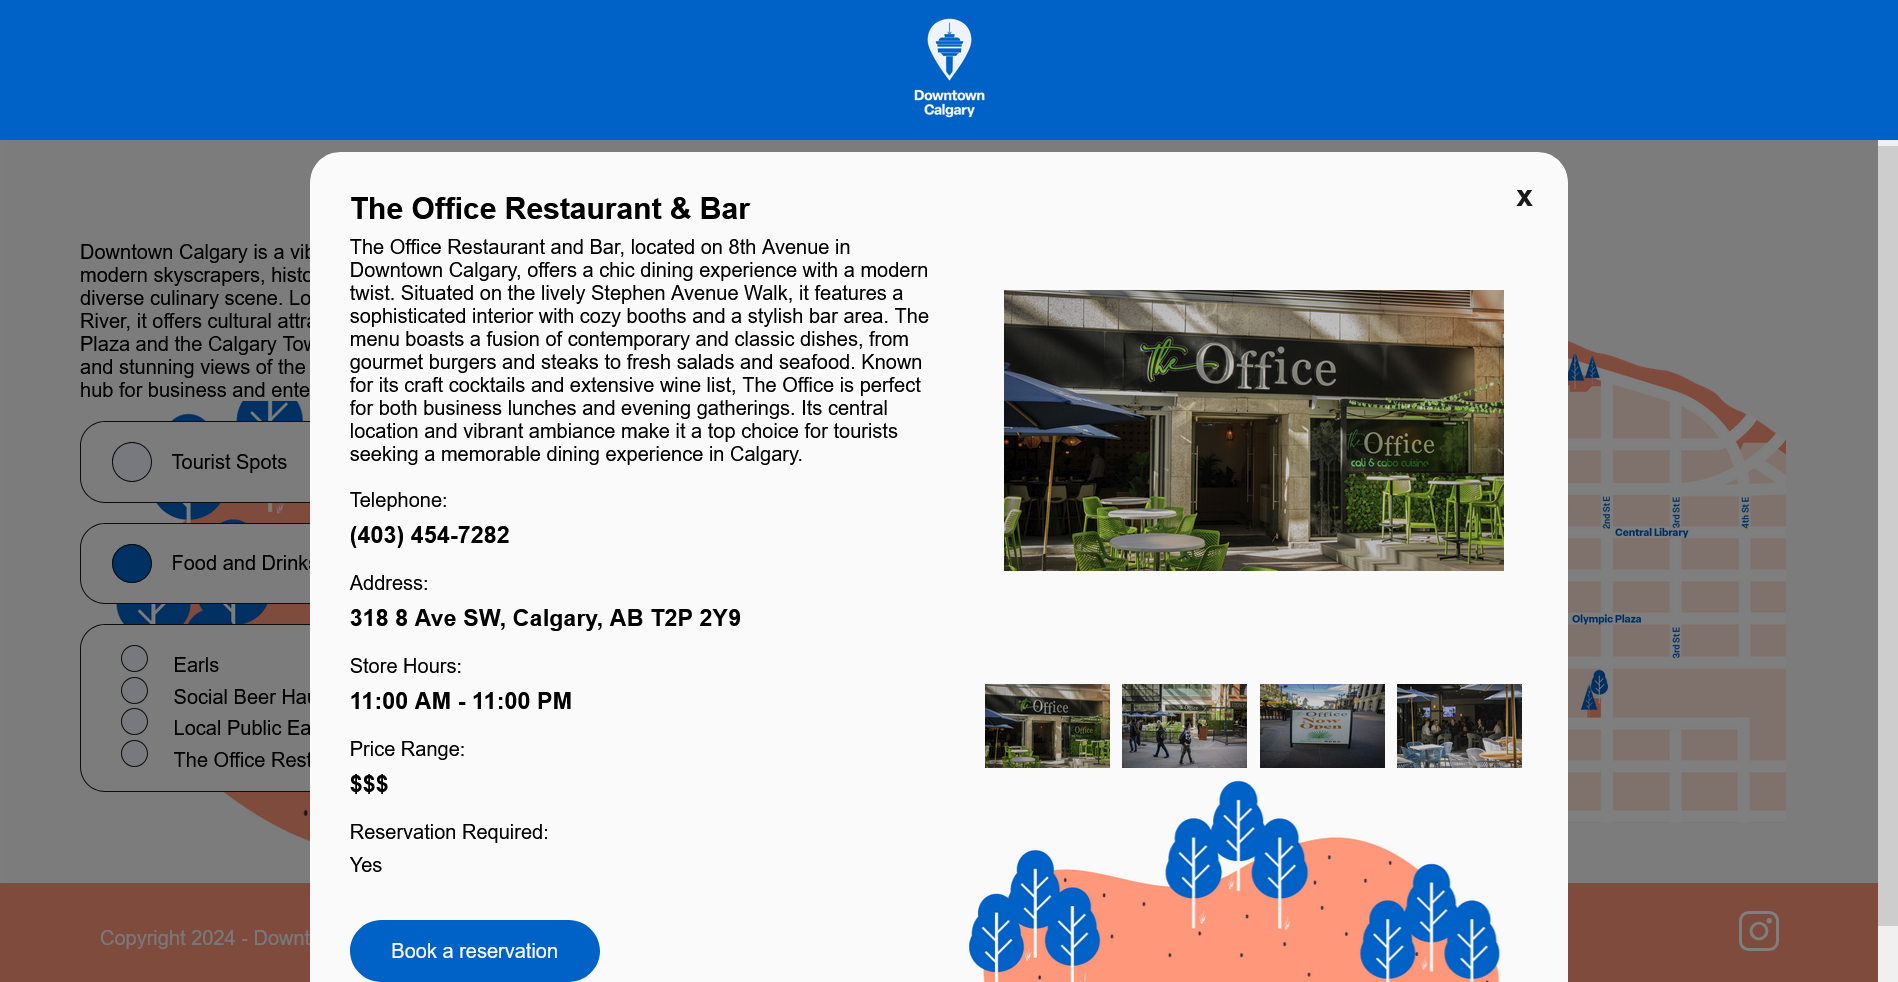 Downtown
Calgary
The Office Restaurant & Bar
X
The Office Restaurant and Bar, located on 8th Avenue in
Downtown Calgary, offers a chic dining experience with a modern
twist. Situated on the lively Stephen Avenue Walk, it features a
sophisticated interior with cozy booths and a stylish bar area. The
menu boasts a fusion of contemporary and classic dishes, from
gourmet burgers and steaks to fresh salads and seafood. Known
for its craft cocktails and extensive wine list, The Office is perfect
for both business lunches and evening gatherings. Its central
location and vibrant ambiance make it a top choice for tourists
seeking a memorable dining experience in Calgary.
Telephone:
(403) 454-7282
Address:
318 8 Ave SW, Calgary, AB T2P 2Y9
Store Hours:
11:00 AM - 11:00 PM
Price Range:
$$$
Reservation Required:
Yes
Book a reservation
the Office
the Office
cali & cabo cuisine
Office
Office
Office
Now
Open
Downtown Calgary is a vib
modern skyscrapers, histo
diverse culinary scene. Lo
River, it offers cultural attra
Plaza and the Calgary Tow
and stunning views of the
hub for business and ente
Tourist Spots
Food and Drinks
Earls
Social Beer Hau
Local Public Ea
The Office Rest
2nd St E
3rd St E
4th St E
Central Library
Olympic Plaza
3rd St E
Copyright 2024 - Downt